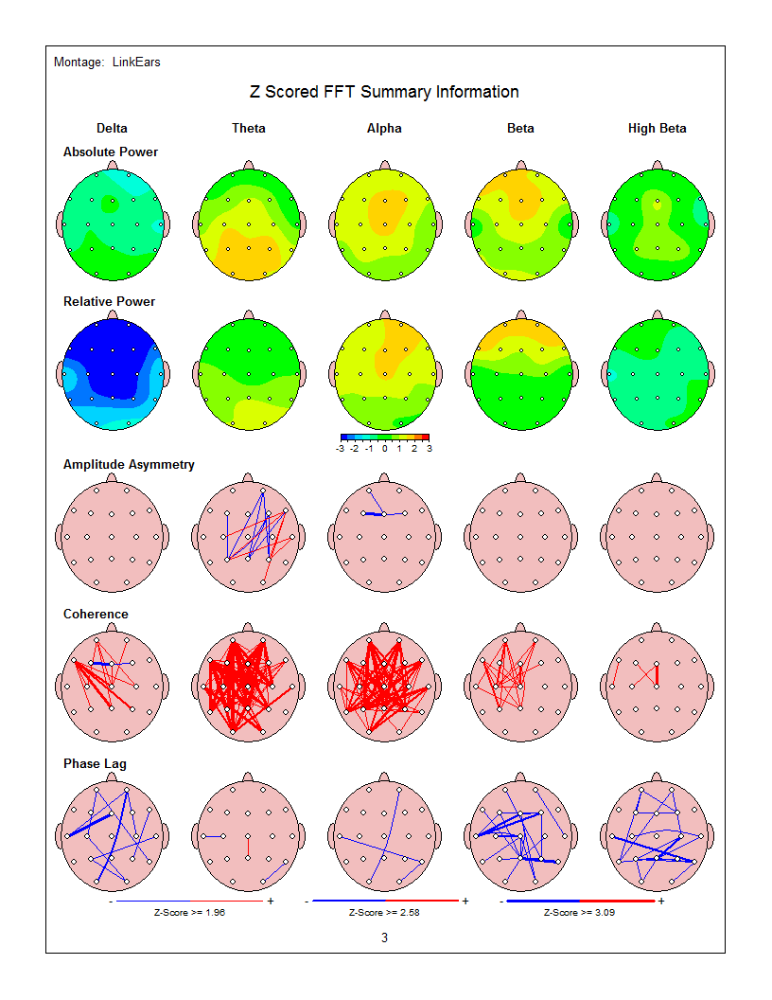 Montage: LinkEars
Z Scored FFT Summary Information
Delta Theta Alpha Beta High Beta
Absolute Power
Relative Power
-3 -2 -1 0 1 2 3
Amplitude Asymmetry
Coherence
Phase Lag
- + - + - +
Z-Score >= 1.96 Z-Score >= 2.58 Z-Score >= 3.09
3